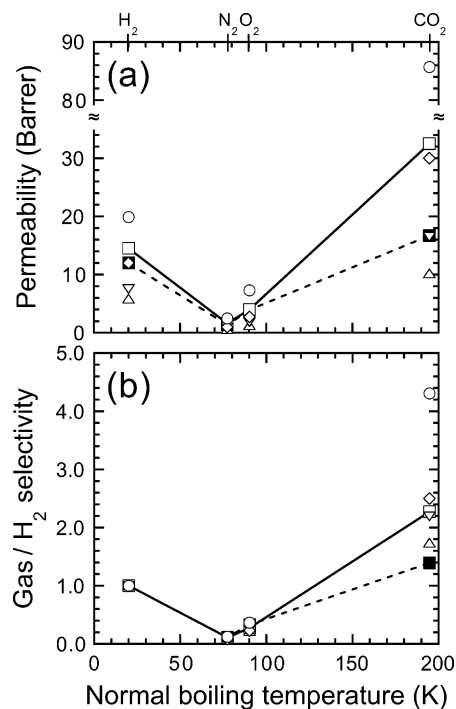 H2 N2 O2 CO2
90
(a)
80
≈ ≈
30
20
10
0
Permeability (Barrer)
5.0
(b)
4.0
3.0
2.0
1.0
0.0
Gas / H2 selectivity
0 50 100 150 200
Normal boiling temperature (K)